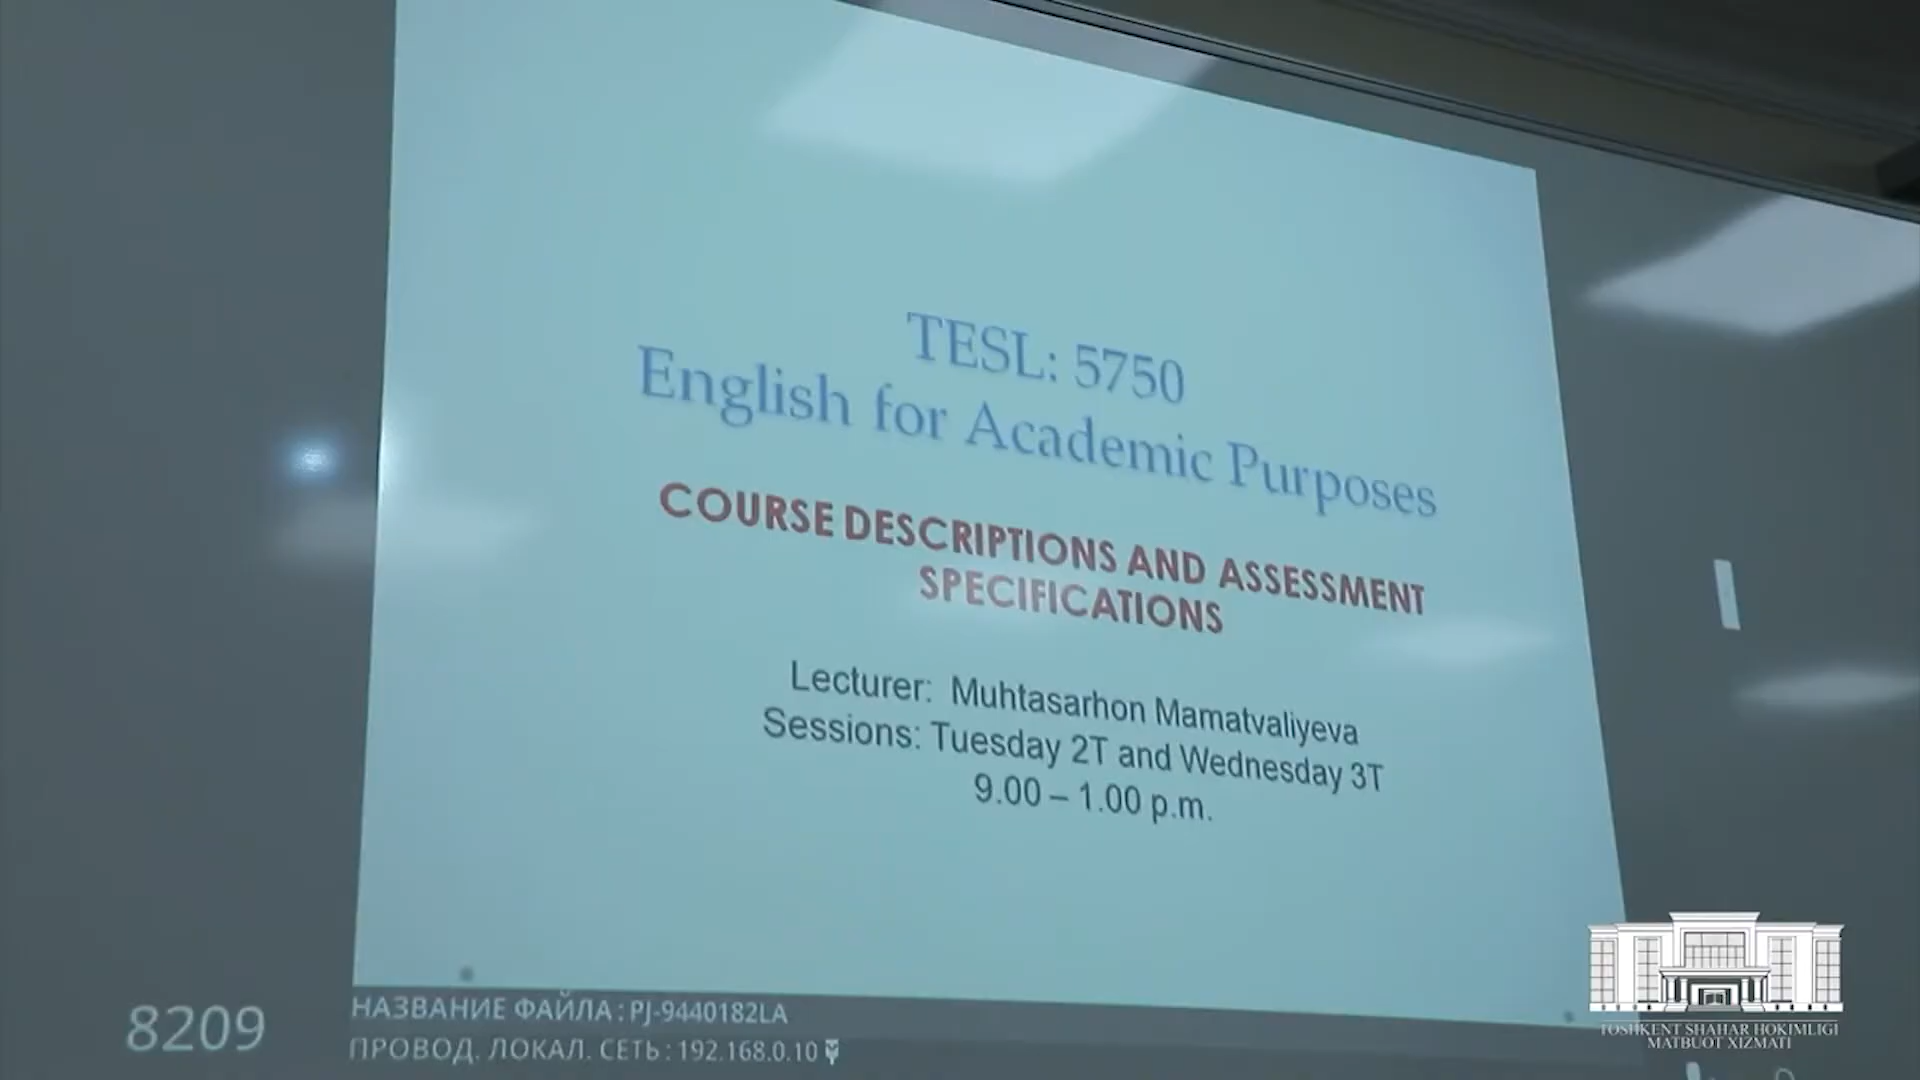 TESL: 5750
English for Academic Purposes
COURSE DESCRIPTIONS AND ASSESSMENT
SPECIFICATIONS
Lecturer: Muhtasarhon Mamatvaliyeva
Sessions: Tuesday 2T and Wednesday 3T
9.00 – 1.00 p.m.
8209
НАЗВАНИЕ ФАЙЛА : PJ-9440182LA
ПРОВОД. ЛОКАЛ. СЕТЬ : 192.168.0.10
TOSHKENT SHAHAR HOKIMLIGI
MATBUOT XIZMATI